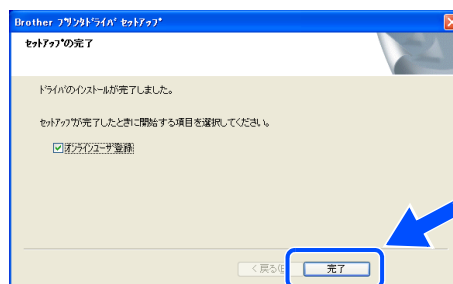 Brother プリンタドライバ セットアップ
セットアップの完了
ドライバのインストールが完了しました。
セットアップが完了したときに開始する項目を選択してください。
オンラインユーザ登録
< 戻る(B
完了